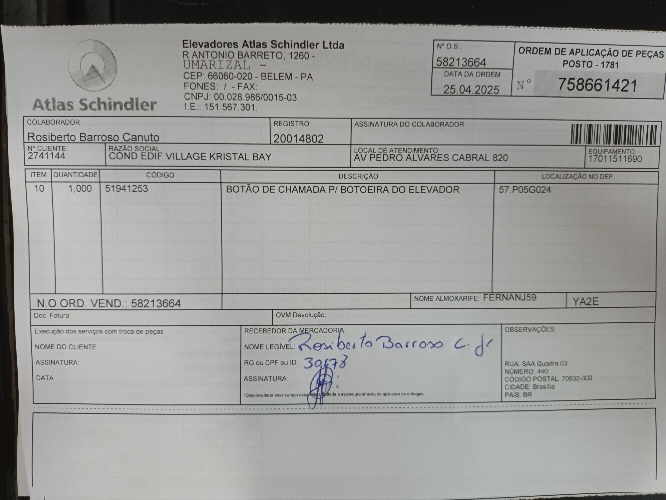 Atlas Schindler
Elevadores Atlas Schindler Ltda
R ANTONIO BARRETO, 1260 -
UMARIZAL -
CEP: 66060-020 - BELEM - PA
FONES: / - FAX:
CNPJ: 00.028.986/0015-03
I.E.: 151.567.301.
Nº O.S.
58213664
DATA DA ORDEM
25.04.2025
ORDEM DE APLICAÇÃO DE PEÇAS
POSTO - 1781
Nº 758661421
COLABORADOR
Rosiberto Barroso Canuto
REGISTRO
20014802
ASSINATURA DO COLABORADOR
Nº CLIENTE
2741144
RAZÃO SOCIAL
COND EDIF VILLAGE KRISTAL BAY
LOCAL DE ATENDIMENTO
AV PEDRO ALVARES CABRAL 820
EQUIPAMENTO
17011511690
ITEM QUANTIDADE CÓDIGO DESCRIÇÃO LOCALIZAÇÃO NO DEP.
10 1,000 51941253 BOTÃO DE CHAMADA P/ BOTOEIRA DO ELEVADOR 57.P05G024
N.O ORD. VEND.: 58213664
NOME ALMOXARIFE: FERNANJ59 YA2E
Doc. Fatura: OVM Devolução:
Execução dos serviços com troca de peças
NOME DO CLIENTE
ASSINATURA:
DATA
RECEBEDOR DA MERCADORIA
NOME LEGÍVEL: Rosiberto Barroso C. Jr
RG ou CPF ou ID:
ASSINATURA:
OBSERVAÇÕES:
RUA: SAA Quadra 03
NÚMERO: 440
CÓDIGO POSTAL: 70632-300
CIDADE: Brasília
PAÍS: BR